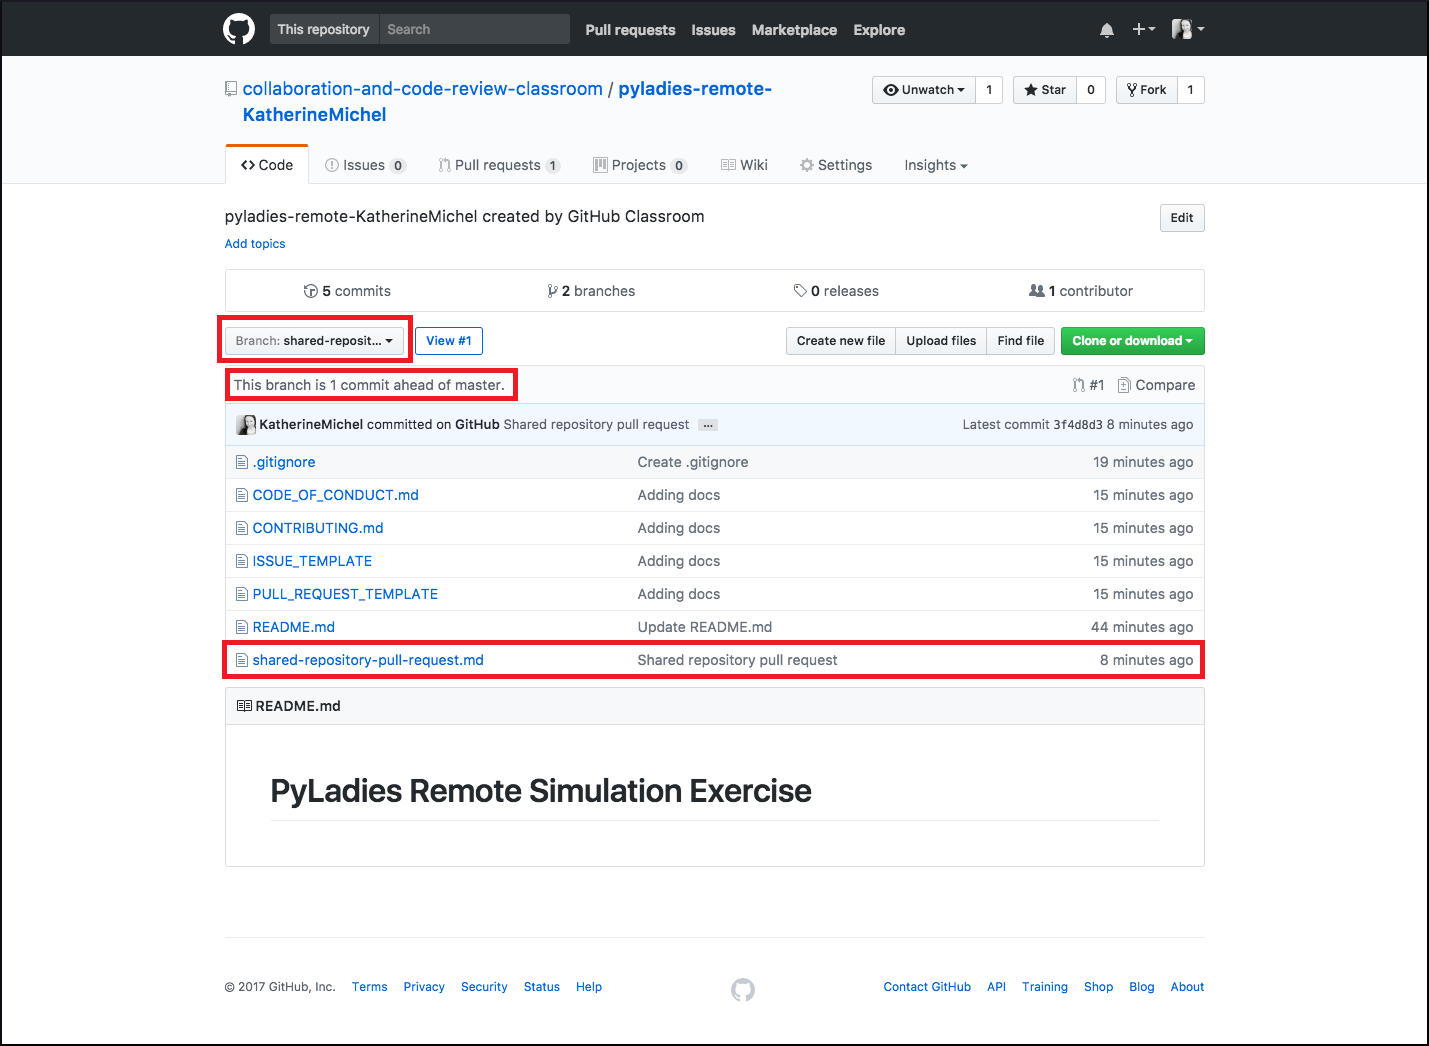 This repository Search Pull requests Issues Marketplace Explore
collaboration-and-code-review-classroom / pyladies-remote-
KatherineMichel
Unwatch 1 Star 0 Fork 1
Code Issues 0 Pull requests 1 Projects 0 Wiki Settings Insights
pyladies-remote-KatherineMichel created by GitHub Classroom Edit
Add topics
5 commits 2 branches 0 releases 1 contributor
Branch: shared-reposit... View #1 Create new file Upload files Find file Clone or download
This branch is 1 commit ahead of master. #1 Compare
KatherineMichel committed on GitHub Shared repository pull request ... Latest commit 3f4d8d3 8 minutes ago
.gitignore Create .gitignore 19 minutes ago
CODE_OF_CONDUCT.md Adding docs 15 minutes ago
CONTRIBUTING.md Adding docs 15 minutes ago
ISSUE_TEMPLATE Adding docs 15 minutes ago
PULL_REQUEST_TEMPLATE Adding docs 15 minutes ago
README.md Update README.md 44 minutes ago
shared-repository-pull-request.md Shared repository pull request 8 minutes ago
README.md
PyLadies Remote Simulation Exercise
© 2017 GitHub, Inc. Terms Privacy Security Status Help Contact GitHub API Training Shop Blog About